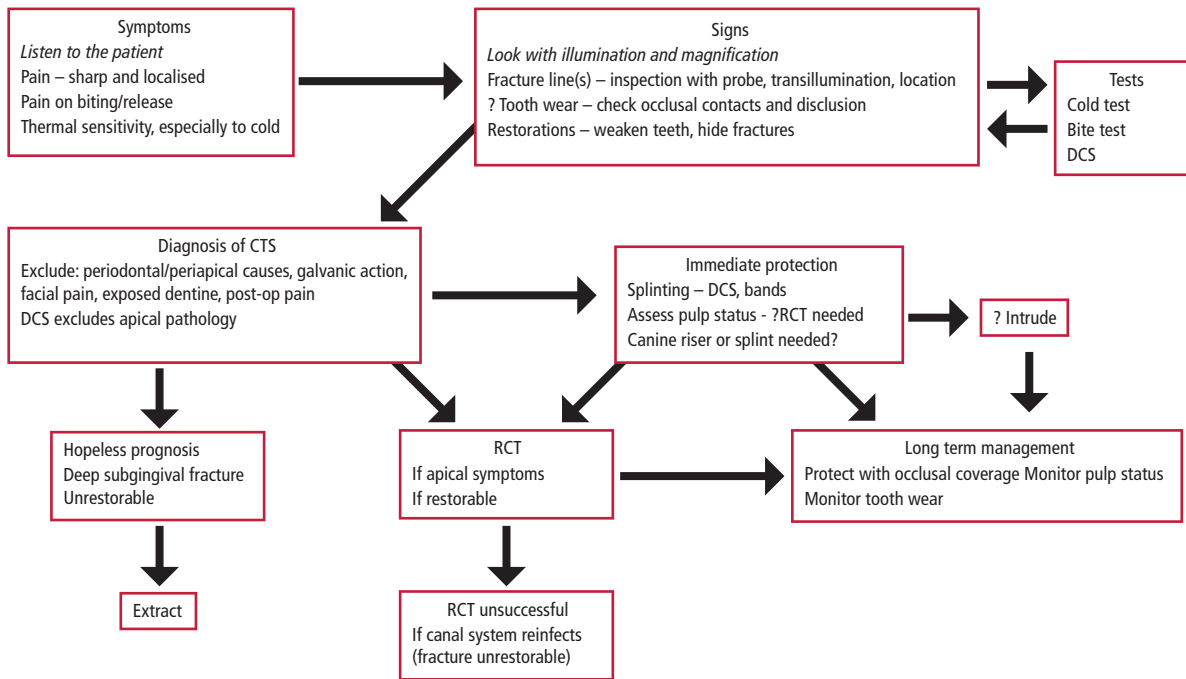 Symptoms
Listen to the patient
Pain – sharp and localised
Pain on biting/release
Thermal sensitivity, especially to cold
Signs
Look with illumination and magnification
Fracture line(s) – inspection with probe, transillumination, location
? Tooth wear – check occlusal contacts and disclusion
Restorations – weaken teeth, hide fractures
Tests
Cold test
Bite test
DCS
Diagnosis of CTS
Exclude: periodontal/periapical causes, galvanic action,
facial pain, exposed dentine, post-op pain
DCS excludes apical pathology
Immediate protection
Splinting – DCS, bands
Assess pulp status - ?RCT needed
Canine riser or splint needed?
? Intrude
Hopeless prognosis
Deep subgingival fracture
Unrestorable
RCT
If apical symptoms
If restorable
Long term management
Protect with occlusal coverage Monitor pulp status
Monitor tooth wear
Extract
RCT unsuccessful
If canal system reinfects
(fracture unrestorable)